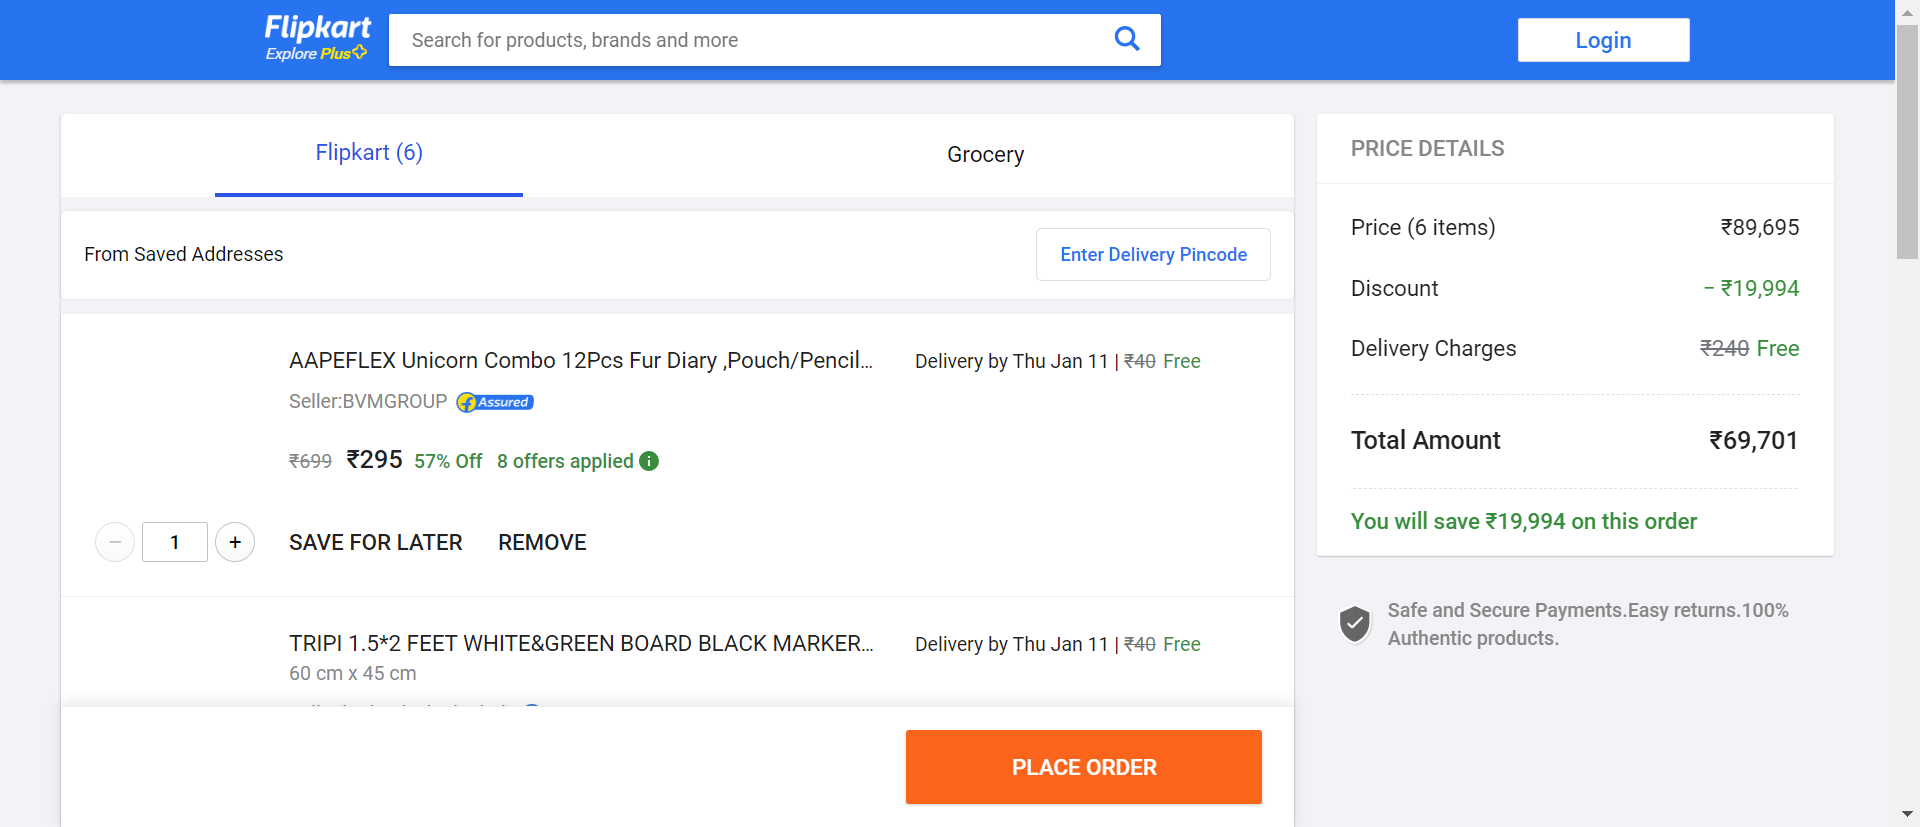 Flipkart
Explore Plus
Search for products, brands and more
Login
Flipkart (6)
Grocery
From Saved Addresses
Enter Delivery Pincode
AAPEFLEX Unicorn Combo 12Pcs Fur Diary ,Pouch/Pencil...
Delivery by Thu Jan 11 | ₹40 Free
Seller:BVMGROUP
f Assured
₹699 ₹295 57% Off 8 offers applied i
− 1 +
SAVE FOR LATER REMOVE
TRIPI 1.5*2 FEET WHITE&GREEN BOARD BLACK MARKER...
Delivery by Thu Jan 11 | ₹40 Free
60 cm x 45 cm
PLACE ORDER
PRICE DETAILS
Price (6 items) ₹89,695
Discount − ₹19,994
Delivery Charges ₹240 Free
Total Amount ₹69,701
You will save ₹19,994 on this order
Safe and Secure Payments.Easy returns.100%
Authentic products.